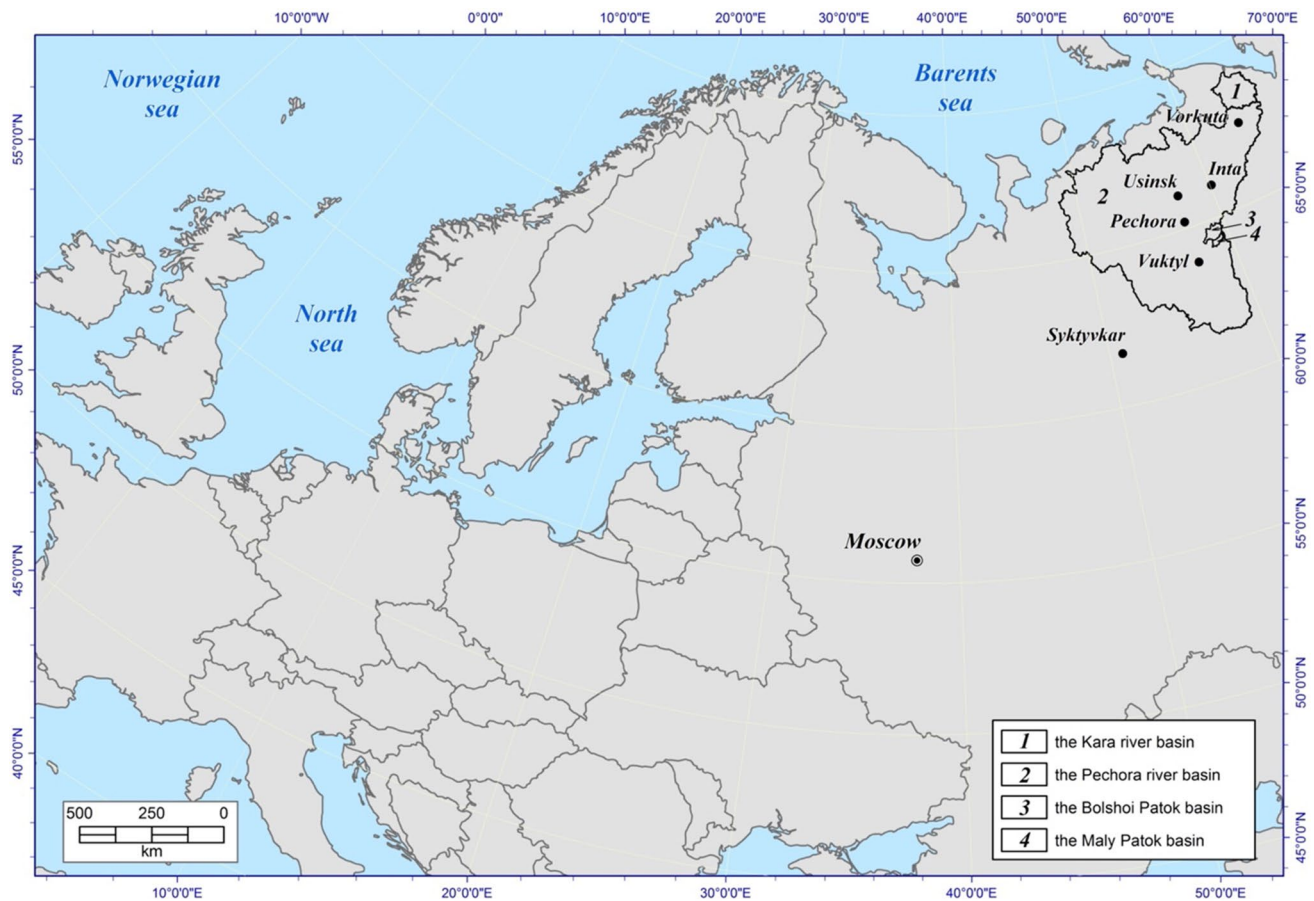 10°0'0"W 0°0'0" 10°0'0"E 20°0'0"E 30°0'0"E 40°0'0"E 50°0'0"E 60°0'0"E 70°0'0"E
Norwegian
sea
Barents
sea
1
Vorkuta
55°0'0"N
Inta
Usinsk
2
65°0'0"N
Pechora
3
4
Vuktyl
North
sea
Syktyvkar
50°0'0"N
60°0'0"N
Moscow
55°0'0"N
45°0'0"N
50°0'0"N
40°0'0"N
1 the Kara river basin
2 the Pechora river basin
3 the Bolshoi Patok basin
4 the Maly Patok basin
500 250 0
km
45°0'0"N
10°0'0"E 20°0'0"E 30°0'0"E 40°0'0"E 50°0'0"E